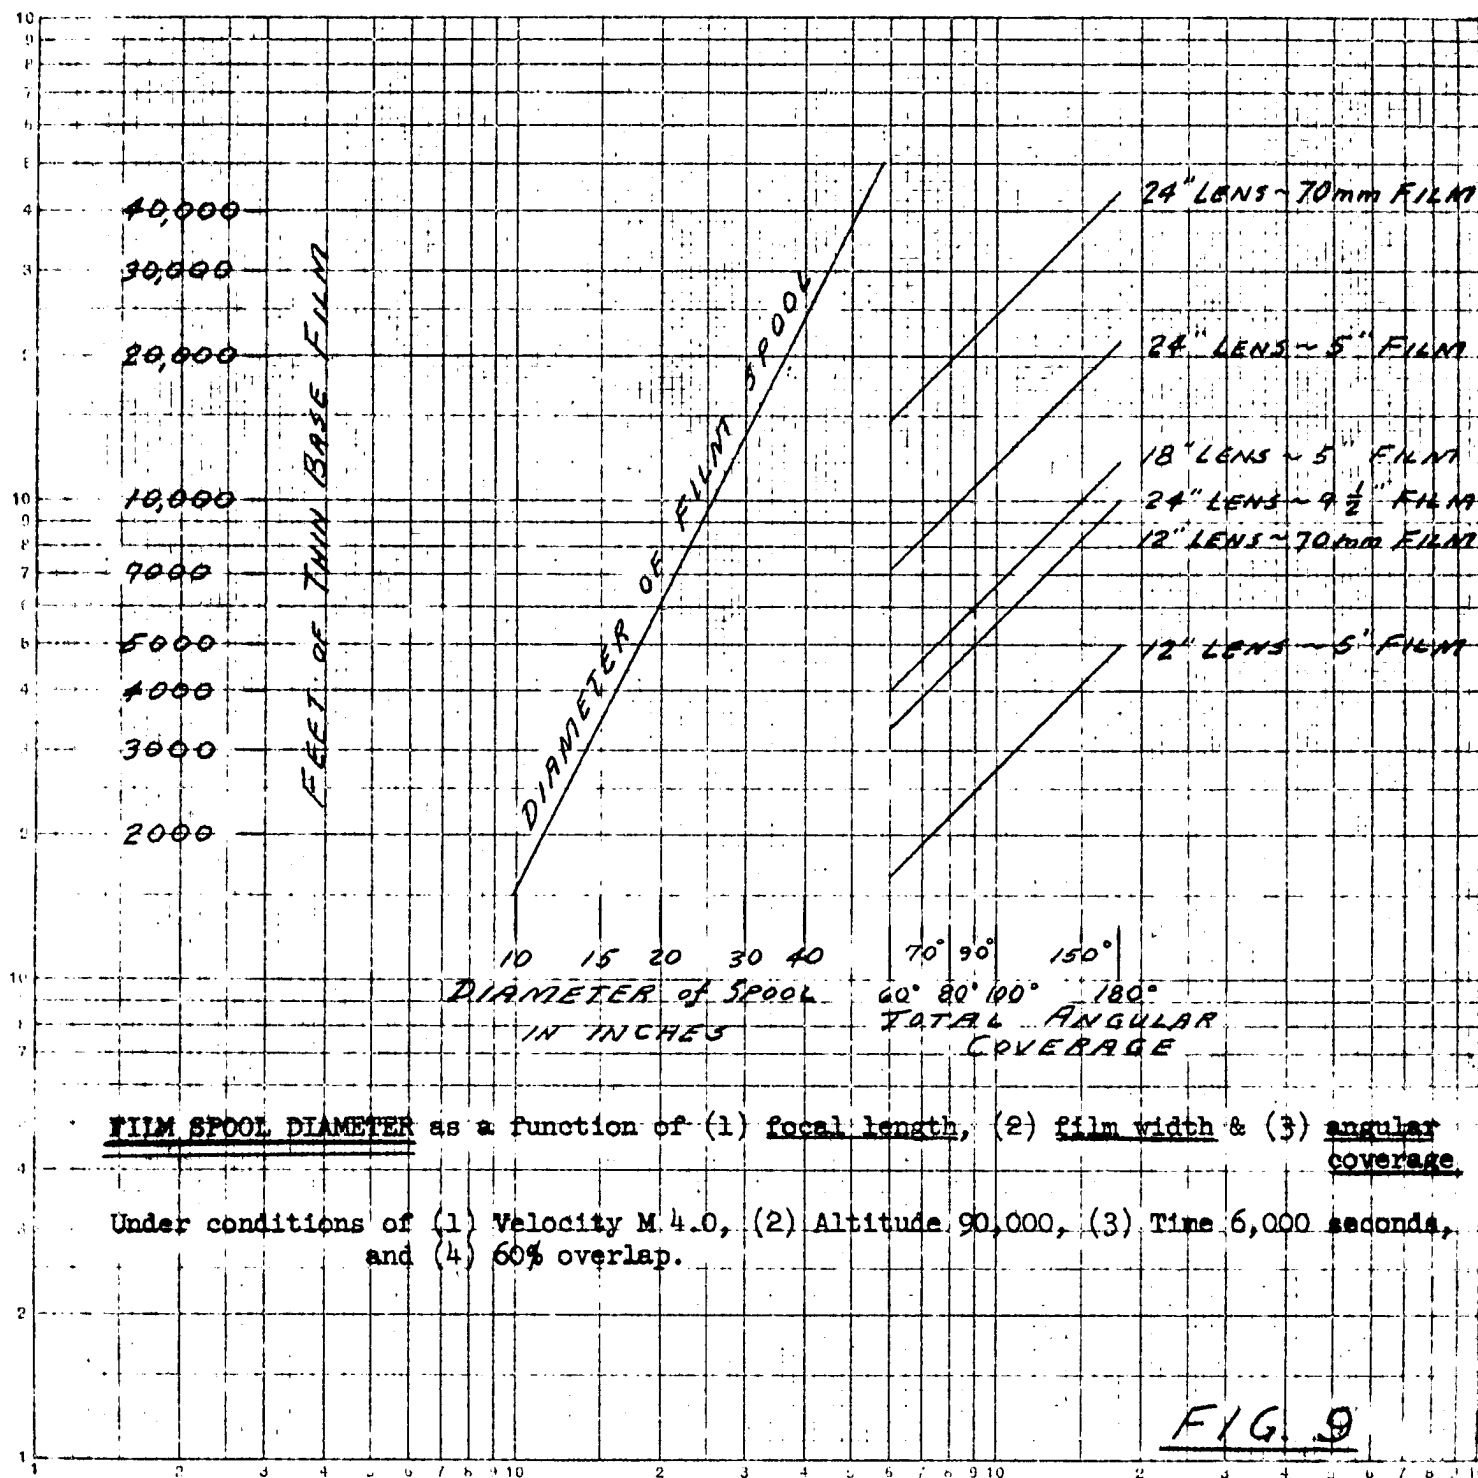 40,000
30,000
20,000
10,000
7000
5000
4000
3000
2000
FEET OF THIN BASE FILM
DIAMETER OF FILM SPOOL
24" LENS ~ 70mm FILM
24" LENS ~ 5" FILM
18" LENS ~ 5" FILM
24" LENS ~ 9 1/2" FILM
12" LENS ~ 70mm FILM
12" LENS ~ 5" FILM
10 15 20 30 40
DIAMETER of SPOOL
IN INCHES
70° 90° 150°
60° 80° 100° 180°
TOTAL ANGULAR
COVERAGE
FILM SPOOL DIAMETER as a function of (1) focal length, (2) film width & (3) angular
coverage.
Under conditions of (1) Velocity M 4.0, (2) Altitude 90,000, (3) Time 6,000 seconds,
and (4) 60% overlap.
FIG. 9